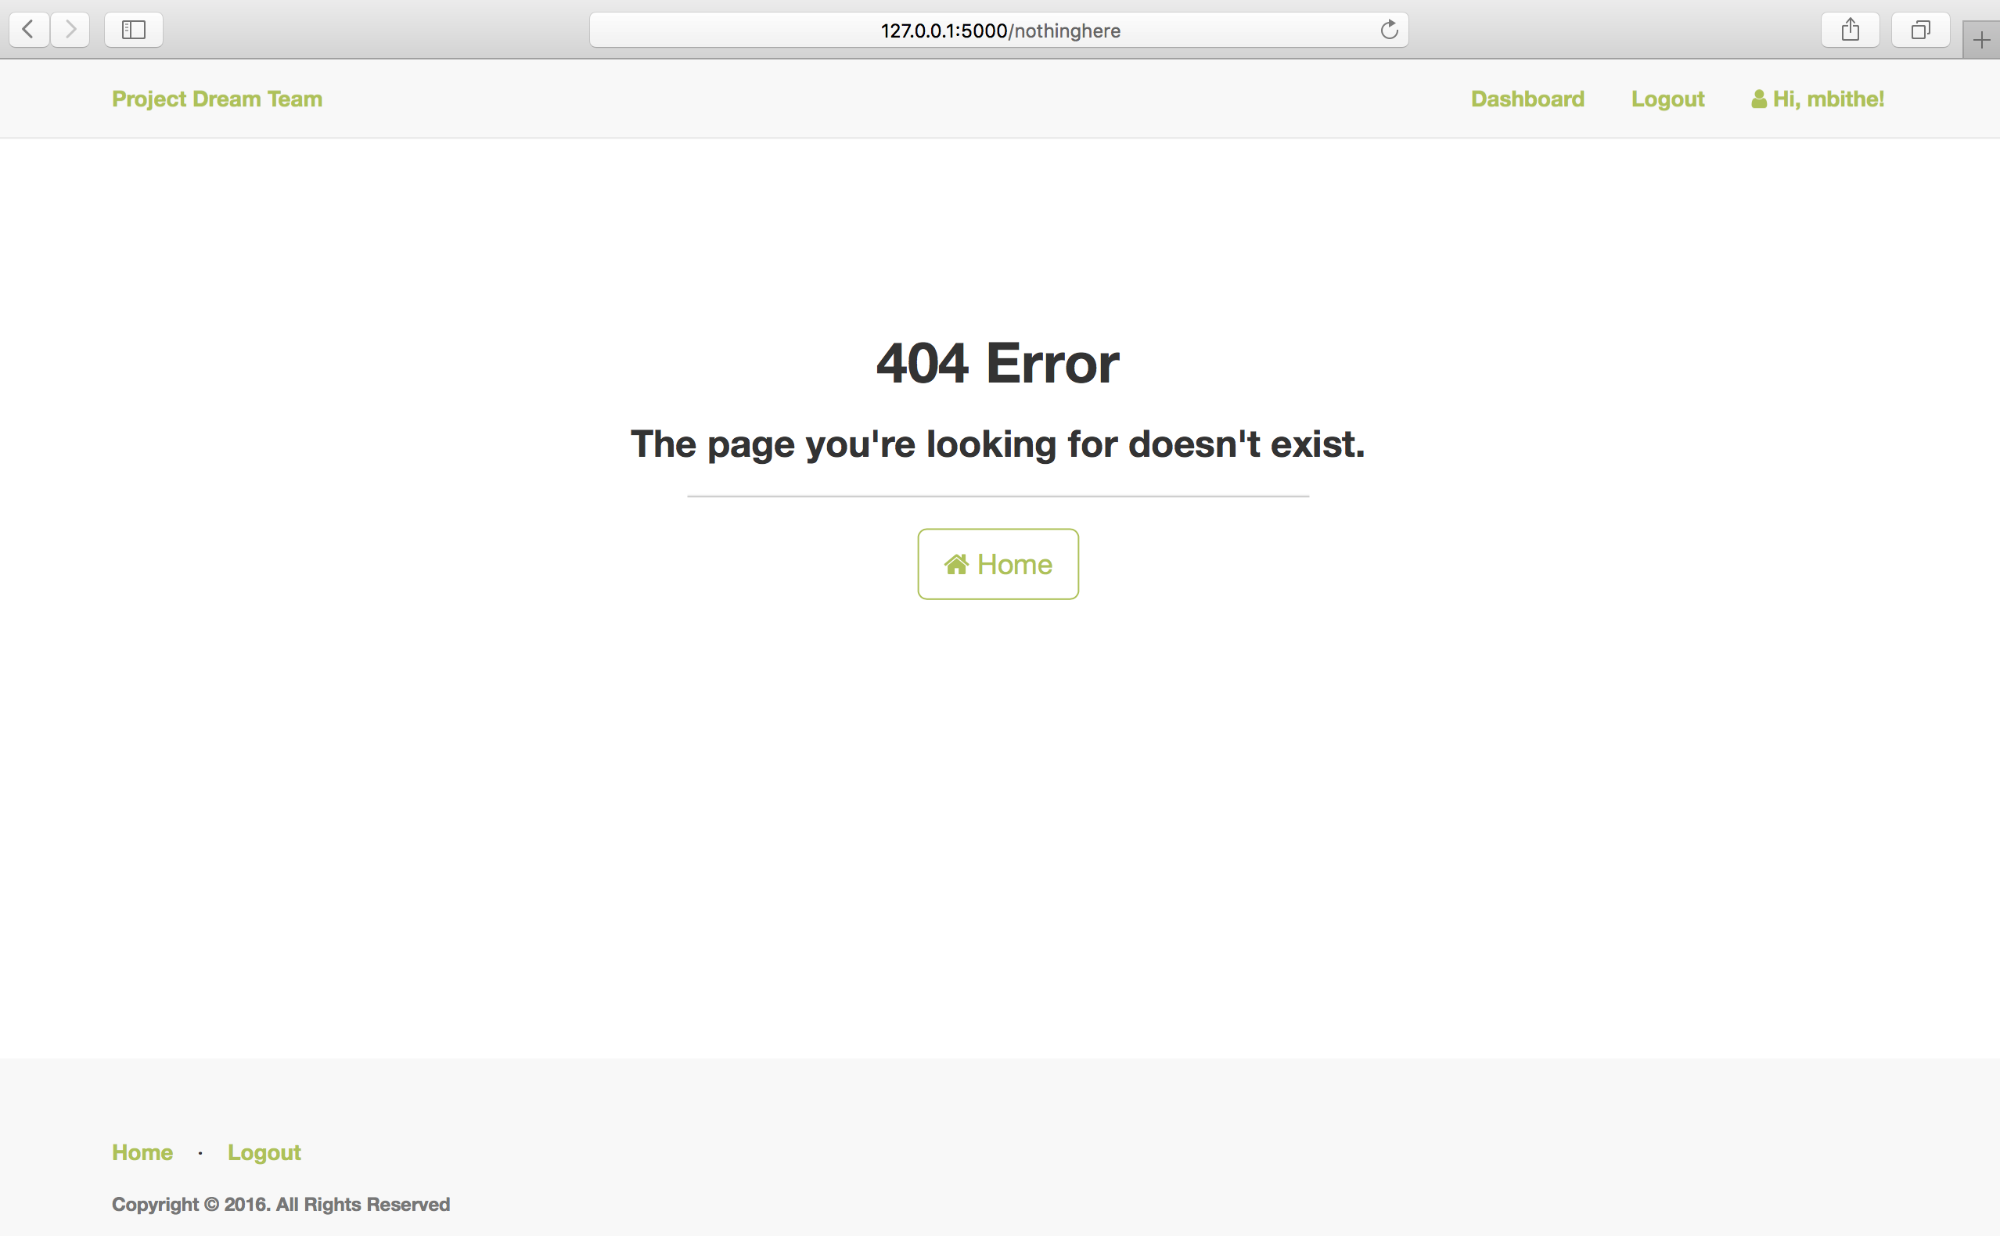 127.0.0.1:5000/nothinghere
Project Dream Team
Dashboard Logout Hi, mbithe!
404 Error
The page you're looking for doesn't exist.
Home
Home · Logout
Copyright © 2016. All Rights Reserved